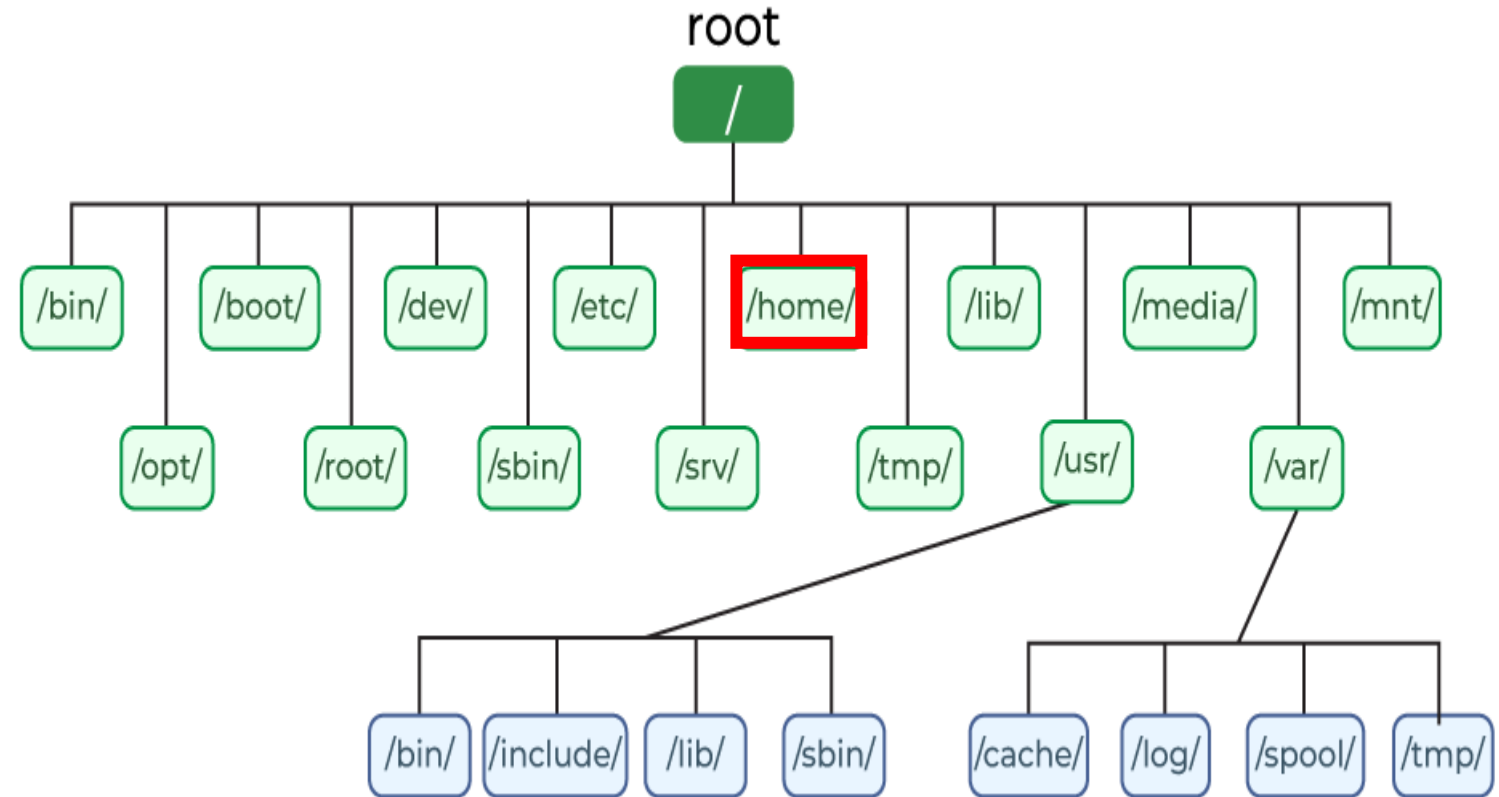 root
/
/bin/
/boot/
/dev/
/etc/
/home/
/lib/
/media/
/mnt/
/opt/
/root/
/sbin/
/srv/
/tmp/
/usr/
/var/
/bin/
/include/
/lib/
/sbin/
/cache/
/log/
/spool/
/tmp/